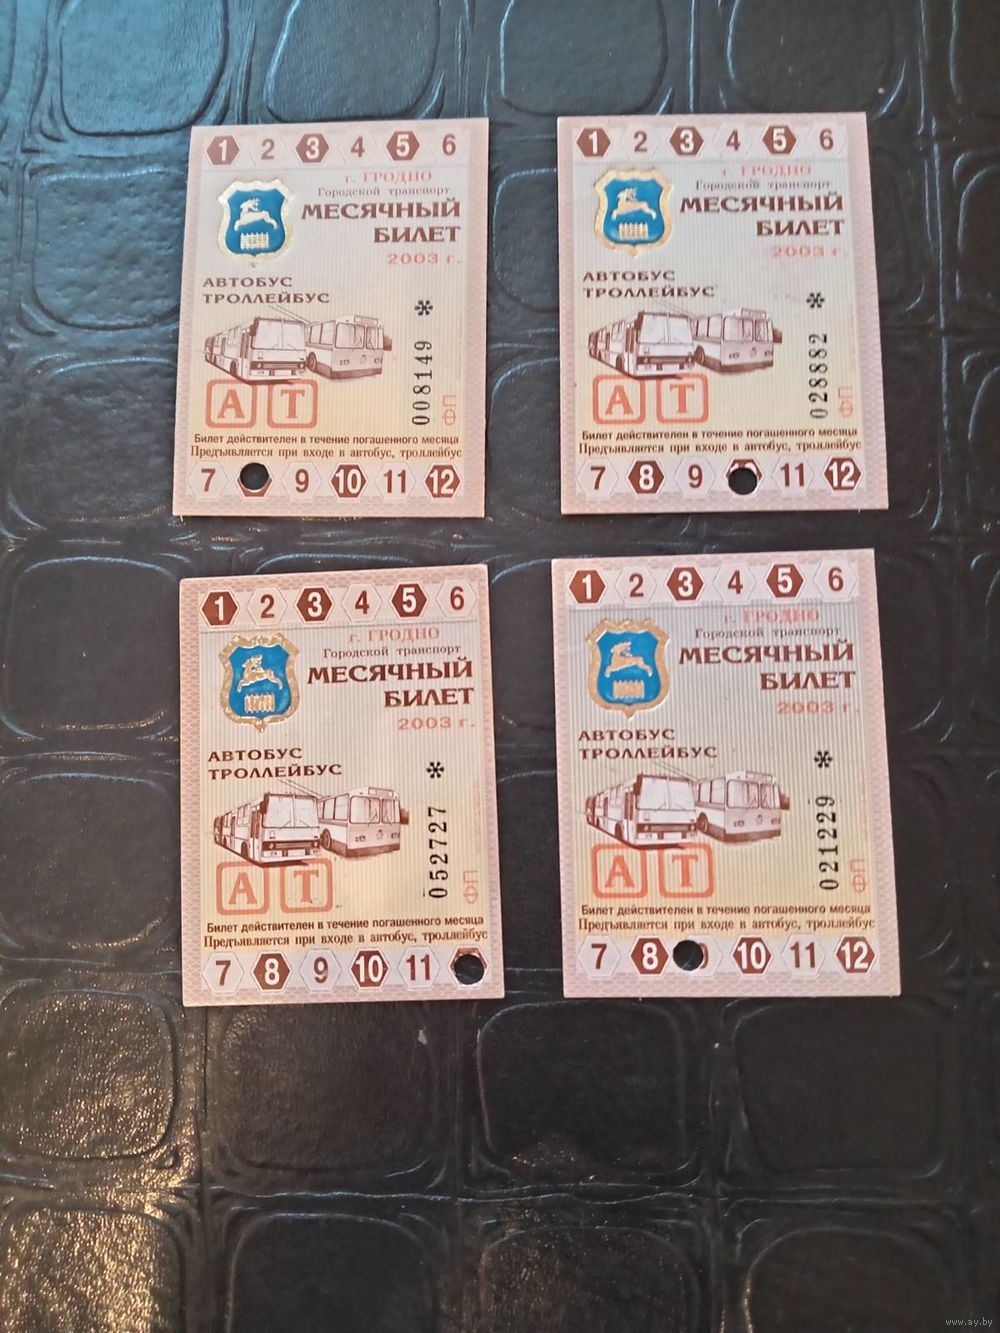 1 2 3 4 5 6
г. ГРОДНО
Городской транспорт
МЕСЯЧНЫЙ
БИЛЕТ
2003 г.
АВТОБУС
ТРОЛЛЕЙБУС
008149 *
ФП
А Т
Билет действителен в течение погашенного месяца
Предъявляется при входе в автобус, троллейбус
7 9 10 11 12
1 2 3 4 5 6
г. ГРОДНО
Городской транспорт
МЕСЯЧНЫЙ
БИЛЕТ
2003 г.
АВТОБУС
ТРОЛЛЕЙБУС
028882 *
ФП
А Т
Билет действителен в течение погашенного месяца
Предъявляется при входе в автобус, троллейбус
7 8 9 11 12
1 2 3 4 5 6
г. ГРОДНО
Городской транспорт
МЕСЯЧНЫЙ
БИЛЕТ
2003 г.
АВТОБУС
ТРОЛЛЕЙБУС
052727 *
ФП
А Т
Билет действителен в течение погашенного месяца
Предъявляется при входе в автобус, троллейбус
7 8 9 10 11
1 2 3 4 5 6
г. ГРОДНО
Городской транспорт
МЕСЯЧНЫЙ
БИЛЕТ
2003 г.
АВТОБУС
ТРОЛЛЕЙБУС
021229 *
ФП
А Т
Билет действителен в течение погашенного месяца
Предъявляется при входе в автобус, троллейбус
7 8 10 11 12
www.ay.by